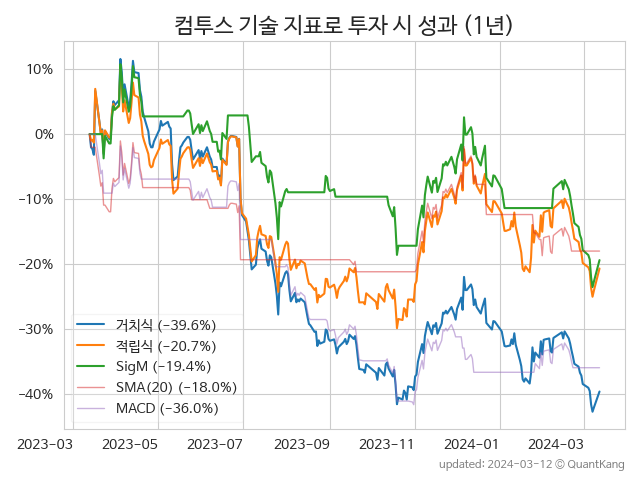 컴투스 기술 지표로 투자 시 성과 (1년)
10%
0%
−10%
−20%
−30%
−40%
거치식 (−39.6%)
적립식 (−20.7%)
SigM (−19.4%)
SMA(20) (−18.0%)
MACD (−36.0%)
2023-03 2023-05 2023-07 2023-09 2023-11 2024-01 2024-03
updated: 2024-03-12 © QuantKang